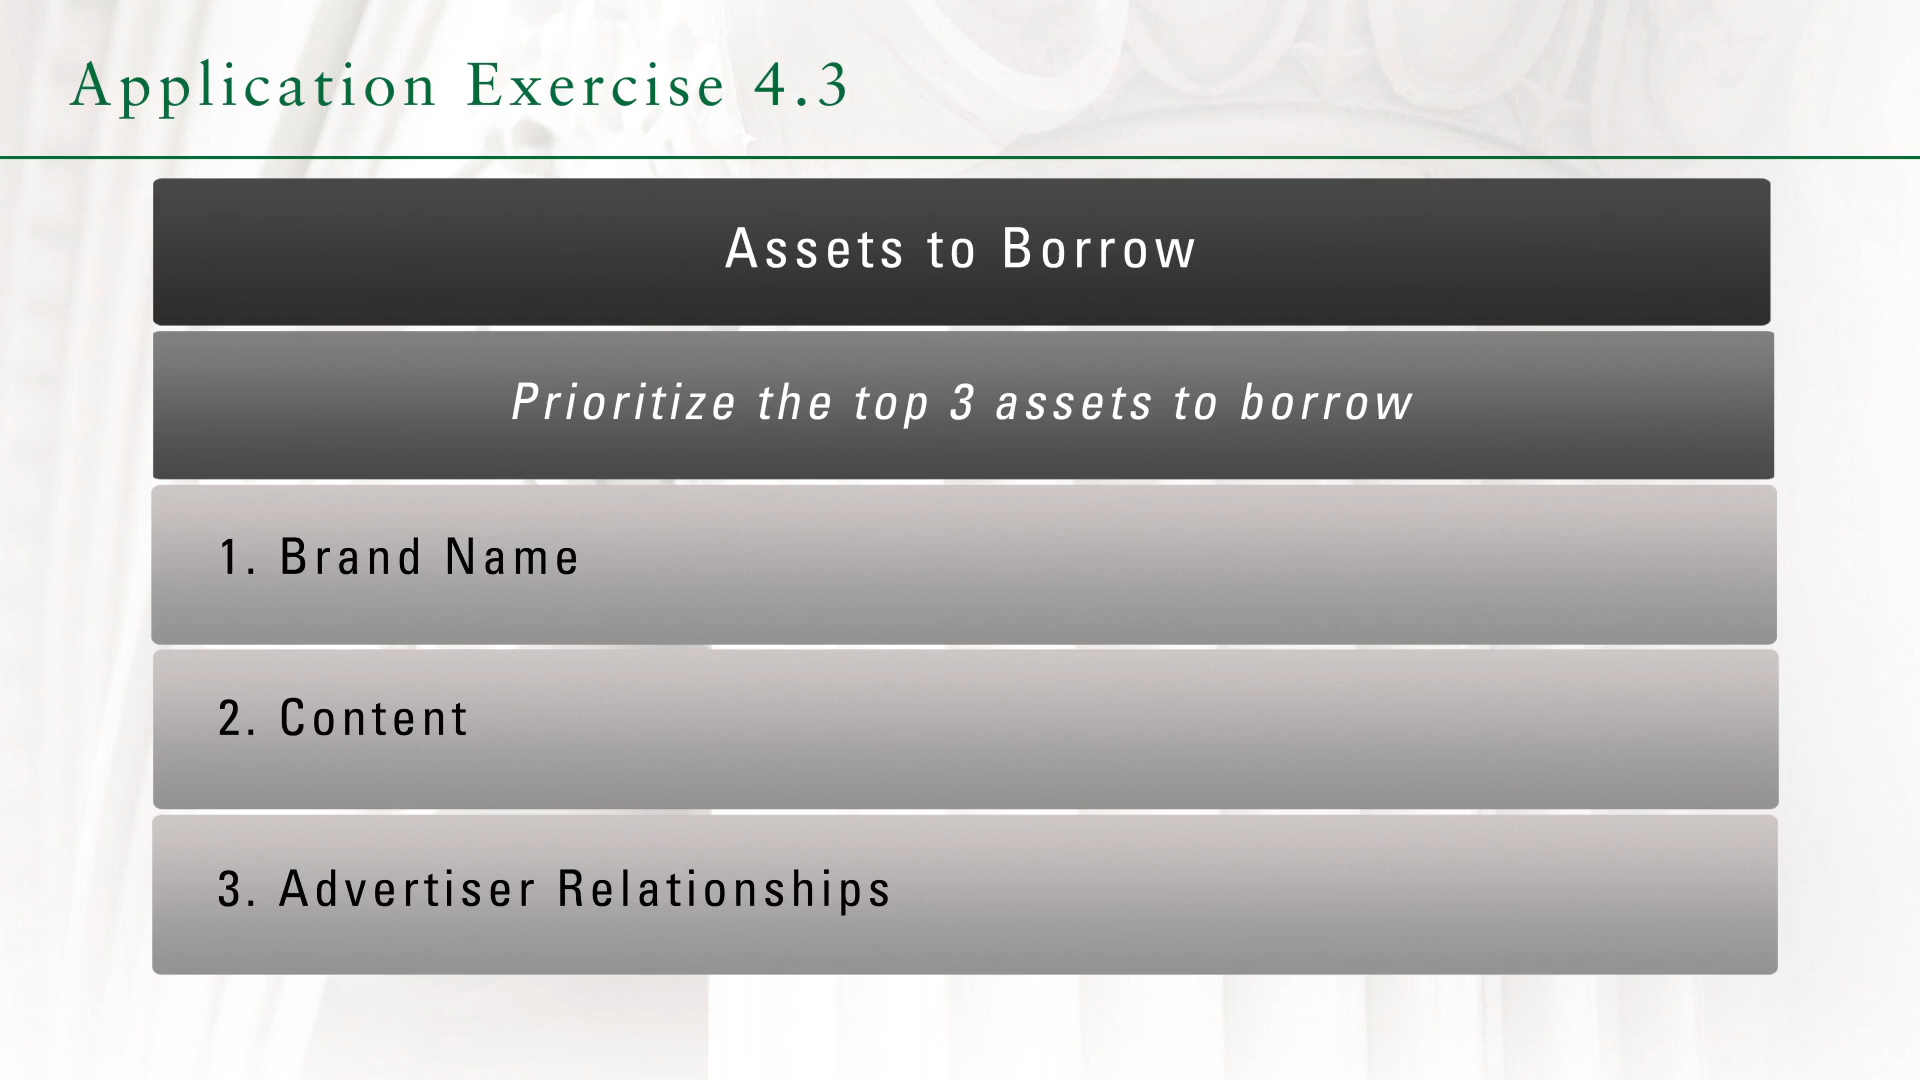 Application Exercise 4.3
Assets to Borrow
Prioritize the top 3 assets to borrow
1. Brand Name
2. Content
3. Advertiser Relationships